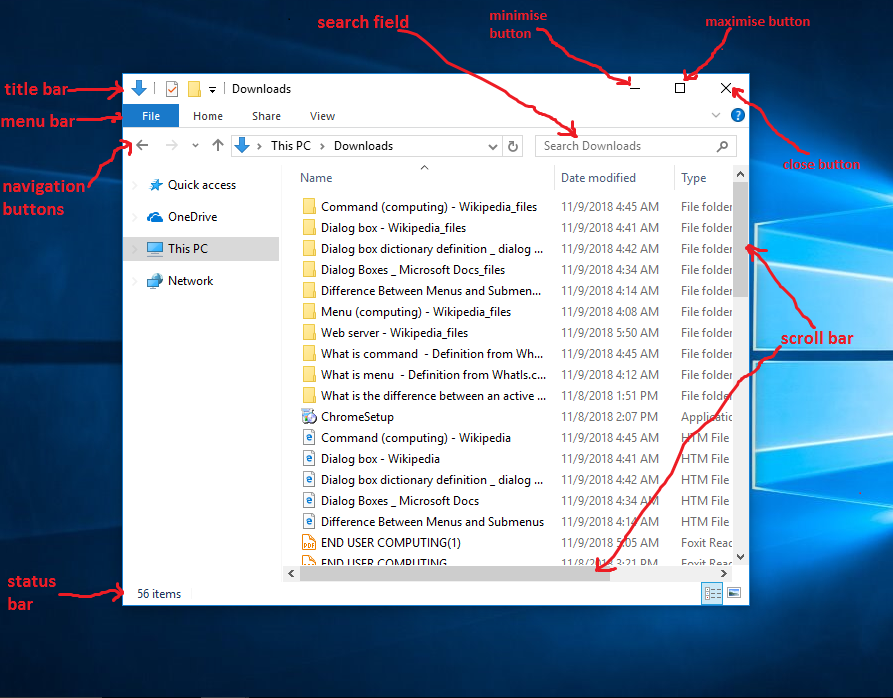 search field
minimise
button
maximise button
title bar
Downloads
menu bar
File Home Share View
?
This PC > Downloads
Search Downloads
close button
navigation
buttons
Quick access
OneDrive
This PC
Network
Name Date modified Type
Command (computing) - Wikipedia_files 11/9/2018 4:45 AM File folder
Dialog box - Wikipedia_files 11/9/2018 4:41 AM File folder
Dialog box dictionary definition _ dialog ... 11/9/2018 4:42 AM File folder
Dialog Boxes _ Microsoft Docs_files 11/9/2018 4:34 AM File folder
Difference Between Menus and Submen... 11/9/2018 4:14 AM File folder
Menu (computing) - Wikipedia_files 11/9/2018 4:08 AM File folder
Web server - Wikipedia_files 11/9/2018 5:50 AM File folder
What is command - Definition from Wh... 11/9/2018 4:45 AM File folder
What is menu - Definition from WhatIs.c... 11/9/2018 4:12 AM File folder
What is the difference between an active ... 11/8/2018 1:51 PM File folder
ChromeSetup 11/8/2018 2:07 PM Applicatio
Command (computing) - Wikipedia 11/9/2018 4:45 AM HTM File
Dialog box - Wikipedia 11/9/2018 4:41 AM HTM File
Dialog box dictionary definition _ dialog ... 11/9/2018 4:42 AM HTM File
Dialog Boxes _ Microsoft Docs 11/9/2018 4:34 AM HTM File
Difference Between Menus and Submenus 11/9/2018 4:14 AM HTM File
PDF END USER COMPUTING(1) 11/9/2018 5:05 AM Foxit Reac
END USER COMPUTING 11/8/2018 3:21 PM Foxit Reac
scroll bar
status
bar
56 items